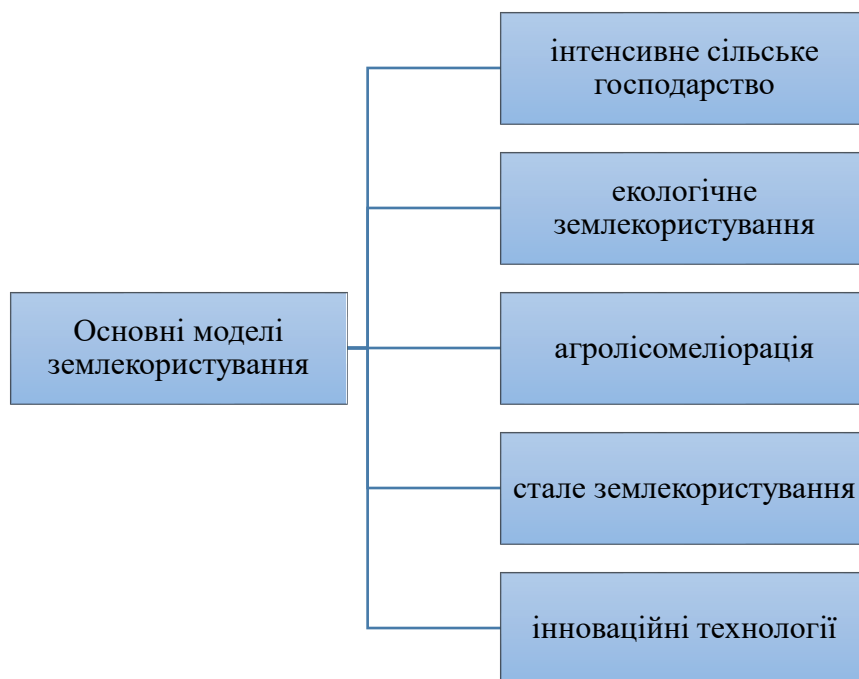 інтенсивне сільське
господарство
екологічне
землекористування
Основні моделі
землекористування
агролісомеліорація
стале землекористування
інноваційні технології